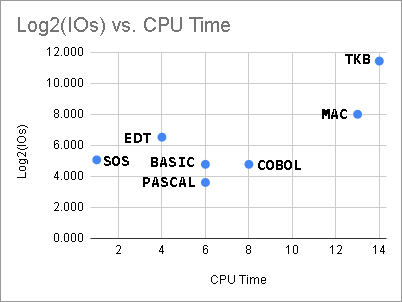 Log2(IOs) vs. CPU Time
12.000
TKB
10.000
8.000
MAC
EDT
6.000
SOS
BASIC
COBOL
4.000
PASCAL
2.000
0.000
2 4 6 8 10 12 14
Log2(IOs)
CPU Time